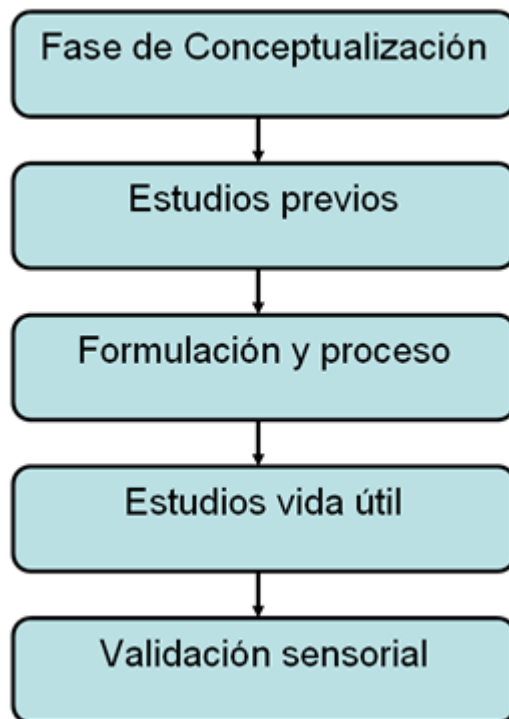 Fase de Conceptualización
Estudios previos
Formulación y proceso
Estudios vida útil
Validación sensorial